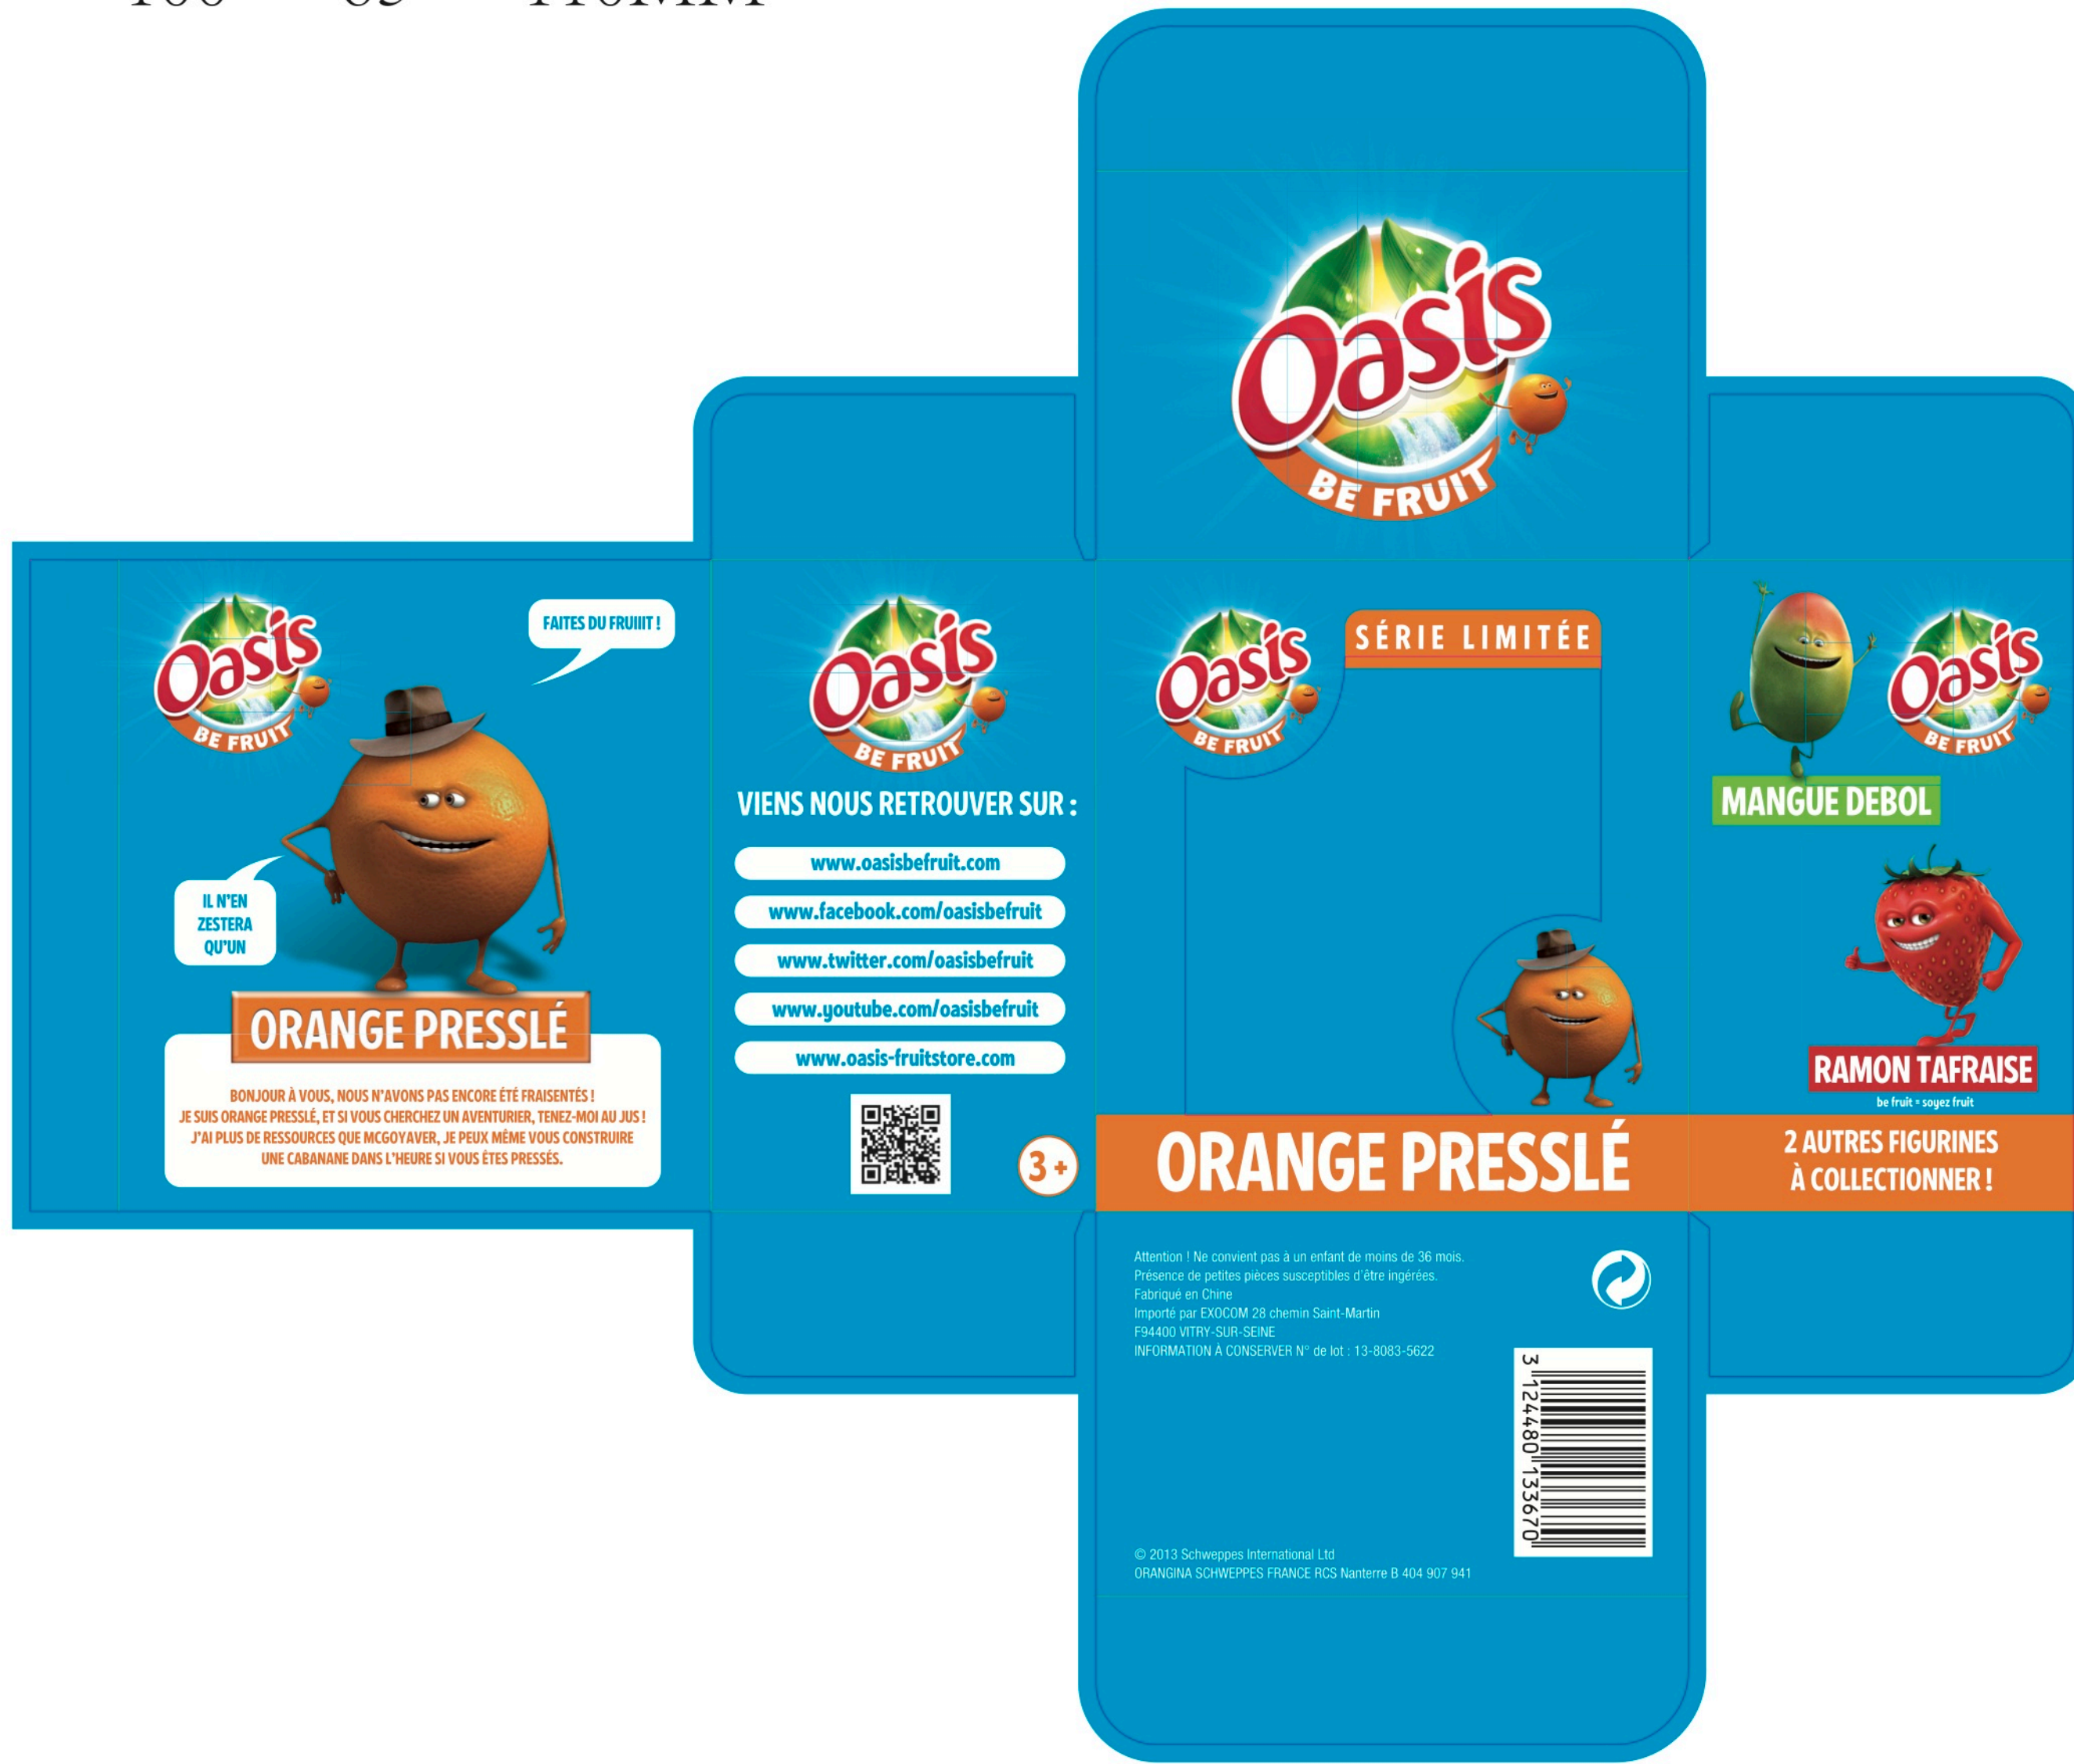 Oasis
BE FRUIT
Oasis
BE FRUIT
FAITES DU FRUIIIT !
IL N'EN
ZESTERA
QU'UN
ORANGE PRESSLÉ
BONJOUR À VOUS, NOUS N'AVONS PAS ENCORE ÉTÉ FRAISENTÉS !
JE SUIS ORANGE PRESSLÉ, ET SI VOUS CHERCHEZ UN AVENTURIER, TENEZ-MOI AU JUS !
J'AI PLUS DE RESSOURCES QUE MCGOYAVER, JE PEUX MÊME VOUS CONSTRUIRE
UNE CABANANE DANS L'HEURE SI VOUS ÊTES PRESSÉS.
Oasis
BE FRUIT
VIENS NOUS RETROUVER SUR :
www.oasisbefruit.com
www.facebook.com/oasisbefruit
www.twitter.com/oasisbefruit
www.youtube.com/oasisbefruit
www.oasis-fruitstore.com
3+
Oasis
BE FRUIT
SÉRIE LIMITÉE
ORANGE PRESSLÉ
Oasis
BE FRUIT
MANGUE DEBOL
RAMON TAFRAISE
be fruit = soyez fruit
2 AUTRES FIGURINES
À COLLECTIONNER !
Attention ! Ne convient pas à un enfant de moins de 36 mois.
Présence de petites pièces susceptibles d'être ingérées.
Fabriqué en Chine
Importé par EXOCOM 28 chemin Saint-Martin
F94400 VITRY-SUR-SEINE
INFORMATION À CONSERVER N° de lot : 13-8083-5622
3 124480 133670
© 2013 Schweppes International Ltd
ORANGINA SCHWEPPES FRANCE RCS Nanterre B 404 907 941